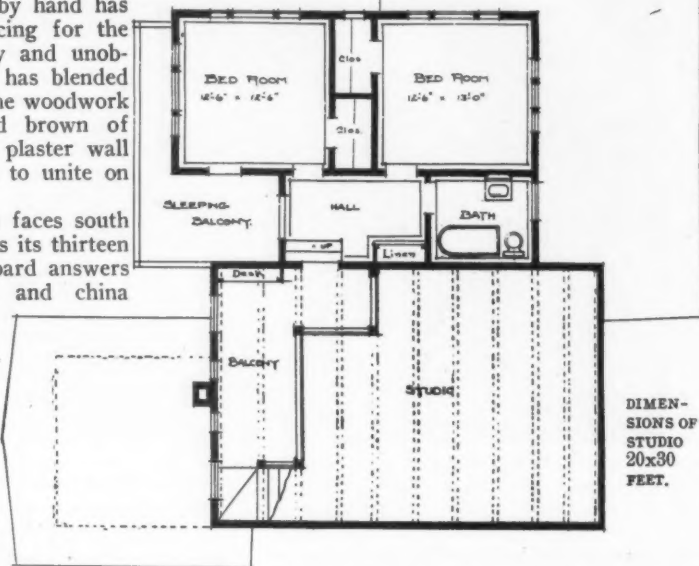 by hand has
cing for the
y and unob-
has blended
ne woodwork
d brown of
plaster wall
to unite on
faces south
s its thirteen
oard answers
and china
BED ROOM
12'-6" x 12'-6"
Clos
Clos.
BED ROOM
12'-6" x 13'-0"
SLEEPING
BALCONY.
HALL
BATH
UP
Linen
Desk
BALCONY
STUDIO
DIMEN-
SIONS OF
STUDIO
20x30
FEET.